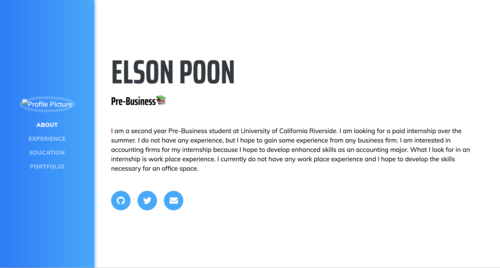 Profile Picture
ABOUT
EXPERIENCE
EDUCATION
PORTFOLIO
ELSON POON
Pre-Business
I am a second year Pre-Business student at University of California Riverside. I am looking for a paid internship over the
summer. I do not have any experience, but I hope to gain some experience from any business firm. I am interested in
accounting firms for my internship because I hope to develop enhanced skills as an accounting major. What I look for in an
internship is work place experience. I currently do not have any work place experience and I hope to develop the skills
necessary for an office space.